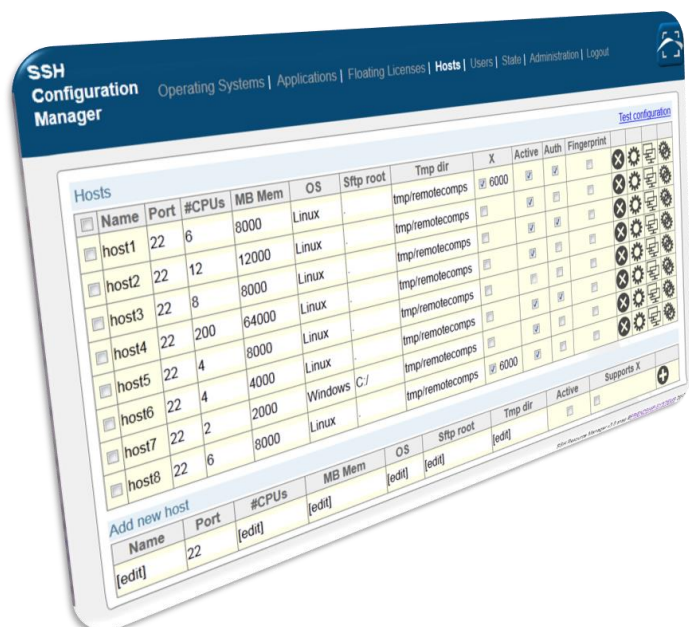 SSH
Configuration
Manager
Operating Systems | Applications | Floating Licenses | Hosts | Users | State | Administration | Logout
Test configuration
Hosts
Name Port #CPUs MB Mem OS Sftp root Tmp dir X Active Auth Fingerprint
host1 22 6 8000 Linux . tmp/remotecomps 6000
host2 22 12 12000 Linux . tmp/remotecomps
host3 22 8 8000 Linux . tmp/remotecomps
host4 22 200 64000 Linux . tmp/remotecomps
host5 22 4 8000 Linux . tmp/remotecomps
host6 22 4 4000 Linux . tmp/remotecomps
host7 22 2 2000 Windows C:/ tmp/remotecomps
host8 22 6 8000 Linux . tmp/remotecomps 6000
Add new host
Name Port #CPUs MB Mem OS Sftp root Tmp dir Active Supports X
[edit] 22 [edit] [edit] [edit] [edit] [edit]